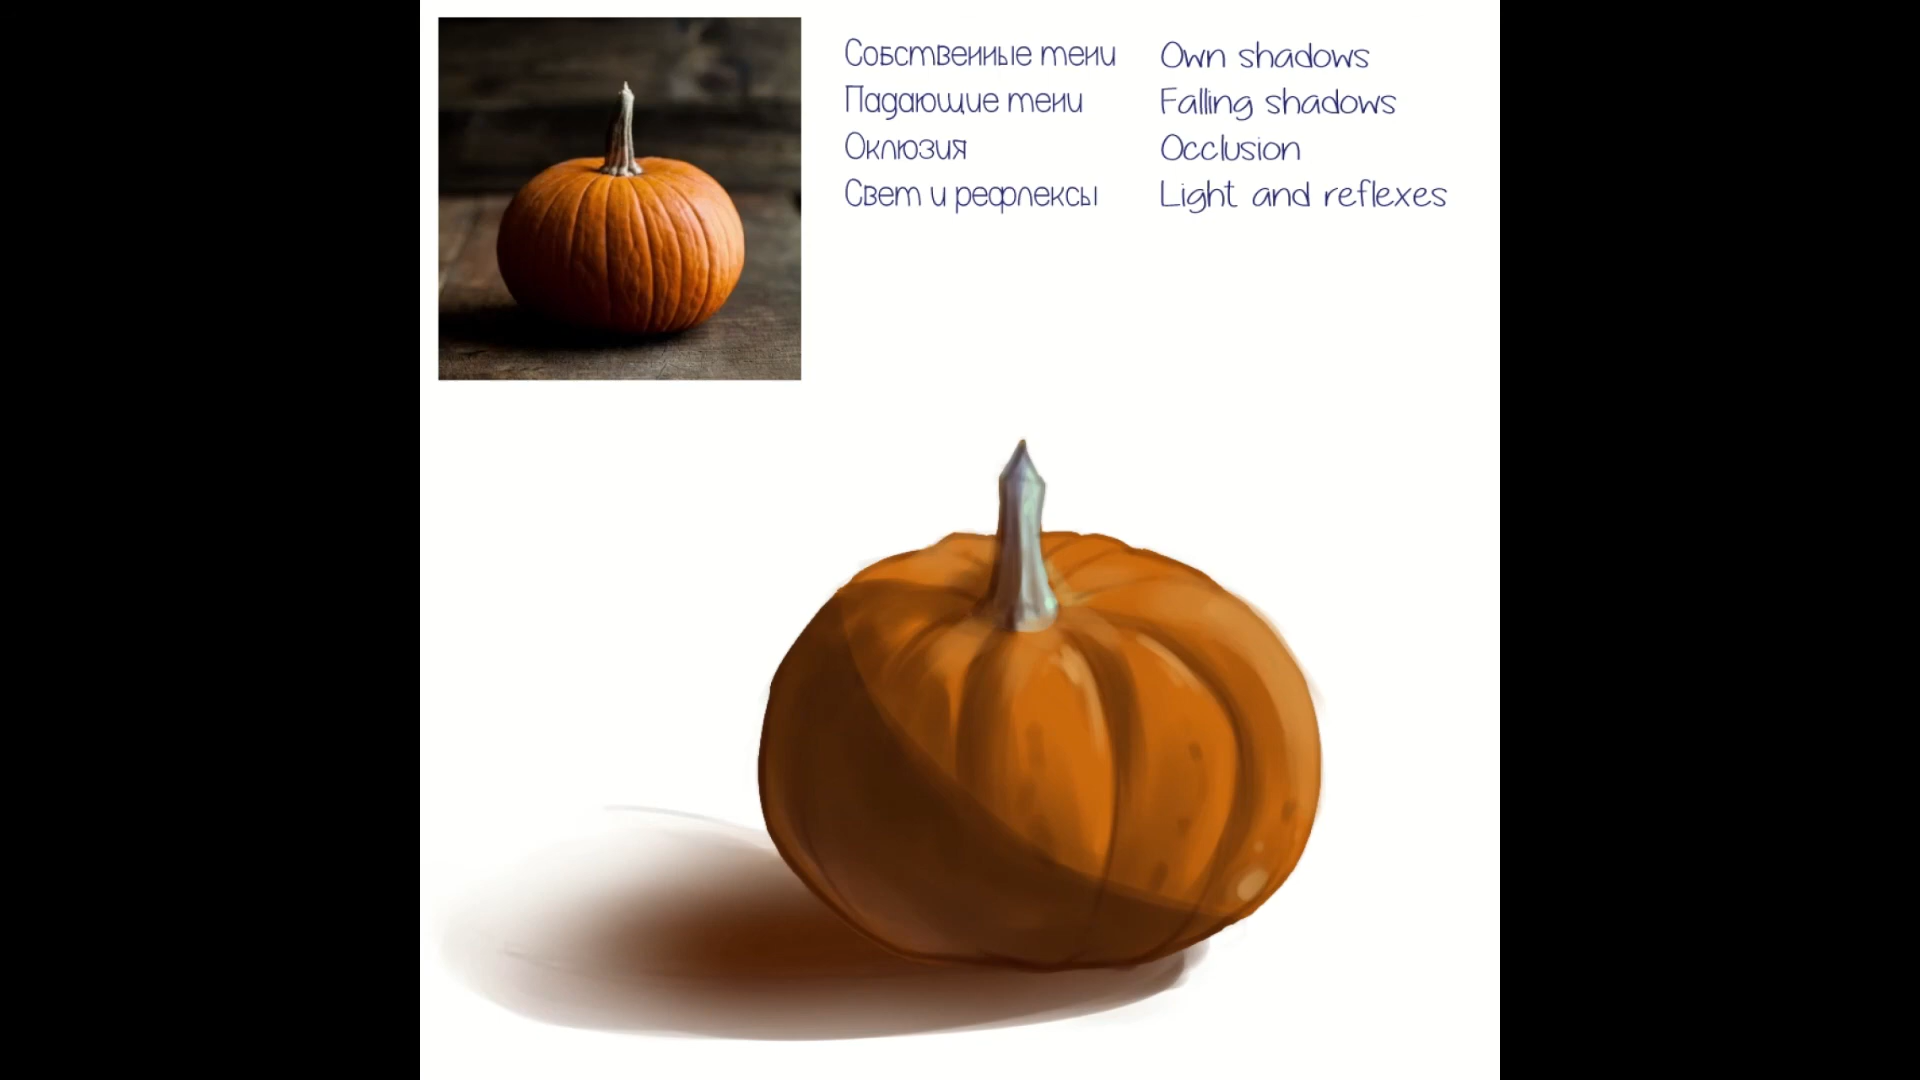 Собственные тени
Падающие тени
Оклюзия
Свет и рефлексы
Own shadows
Falling shadows
Occlusion
Light and reflexes